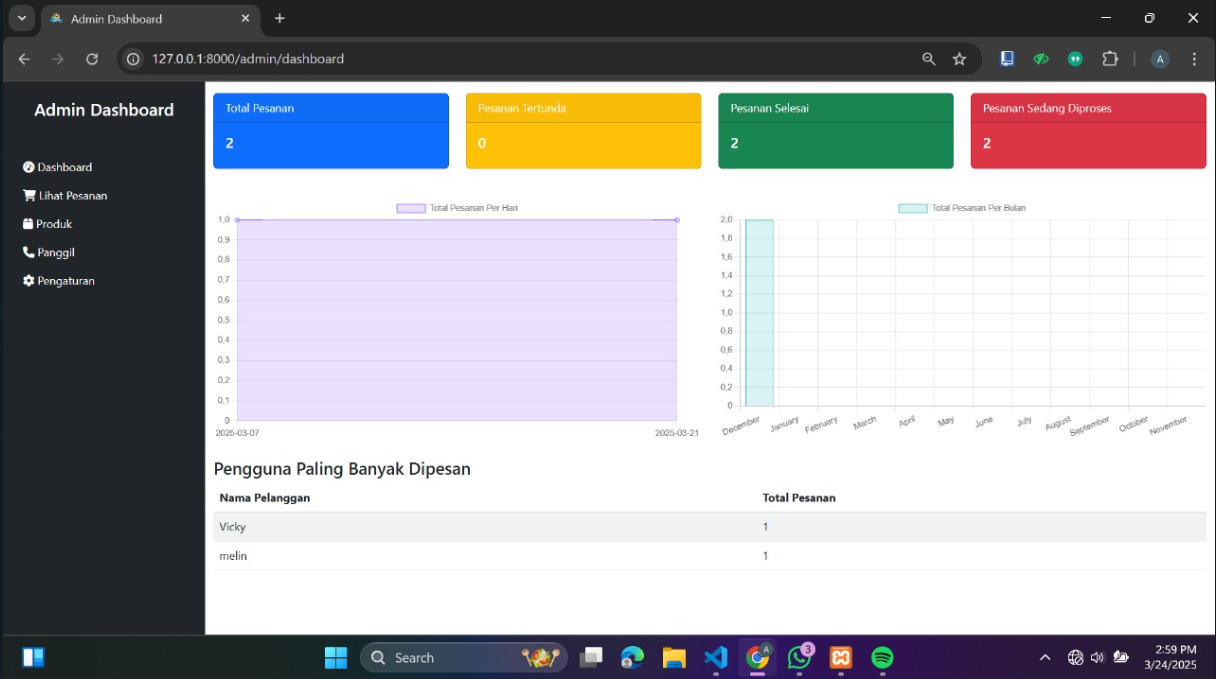 Admin Dashboard
127.0.0.1:8000/admin/dashboard
A
Admin Dashboard
Dashboard
Lihat Pesanan
Produk
Panggil
Pengaturan
Total Pesanan
2
Pesanan Tertunda
0
Pesanan Selesai
2
Pesanan Sedang Diproses
2
Total Pesanan Per Hari
1,0
0,9
0,8
0,7
0,6
0,5
0,4
0,3
0,2
0,1
0
2025-03-07 2025-03-21
Total Pesanan Per Bulan
2,0
1,8
1,6
1,4
1,2
1,0
0,8
0,6
0,4
0,2
0
December January February March April May June July August September October November
Pengguna Paling Banyak Dipesan
Nama Pelanggan Total Pesanan
Vicky 1
melin 1
Search
A
3
2:59 PM
3/24/2025